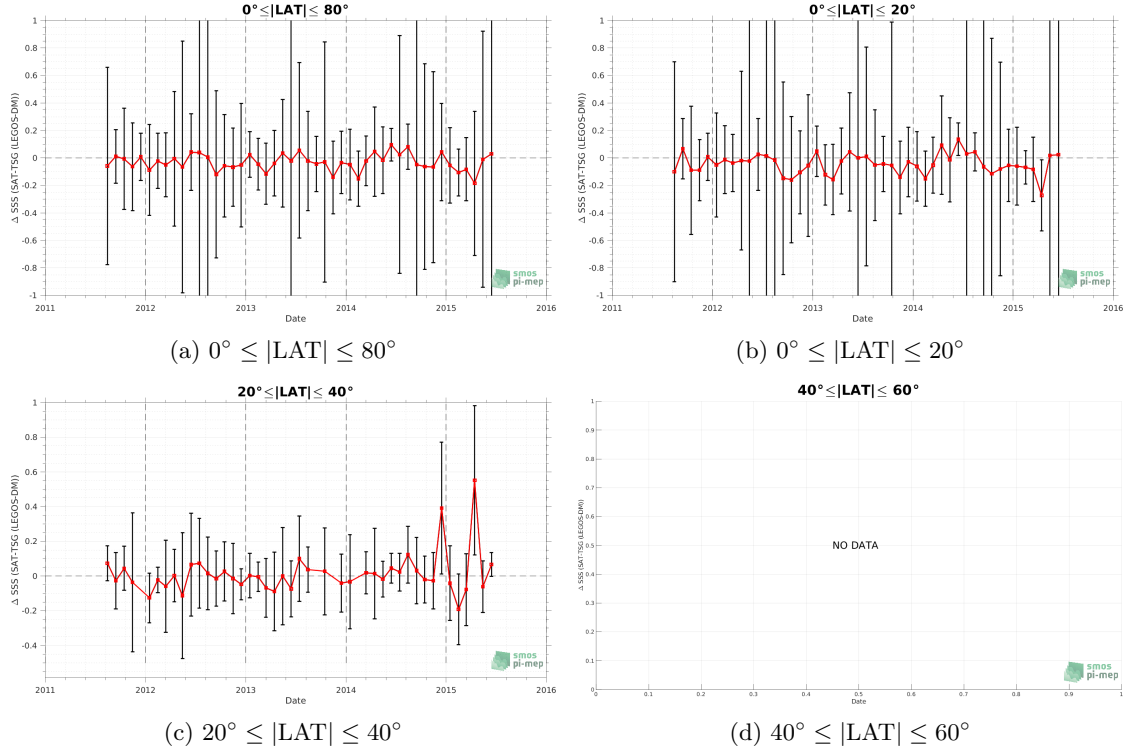 0°≤|LAT|≤ 80°
1
0.8
0.6
0.4
0.2
0
-0.2
-0.4
-0.6
-0.8
-1
Δ SSS (SAT-TSG (LEGOS-DM))
2011 2012 2013 2014 2015 2016
Date
smos
pi-mep
(a) 0° ≤ |LAT| ≤ 80°
0°≤|LAT|≤ 20°
1
0.8
0.6
0.4
0.2
0
-0.2
-0.4
-0.6
-0.8
-1
Δ SSS (SAT-TSG (LEGOS-DM))
2011 2012 2013 2014 2015 2016
Date
smos
pi-mep
(b) 0° ≤ |LAT| ≤ 20°
20°≤|LAT|≤ 40°
1
0.8
0.6
0.4
0.2
0
-0.2
-0.4
Δ SSS (SAT-TSG (LEGOS-DM))
2011 2012 2013 2014 2015 2016
Date
smos
pi-mep
(c) 20° ≤ |LAT| ≤ 40°
40°≤|LAT|≤ 60°
1
0.9
0.8
0.7
0.6
0.5
0.4
0.3
0.2
0.1
0
Δ SSS (SAT-TSG (LEGOS-DM))
NO DATA
0 0.1 0.2 0.3 0.4 0.5 0.6 0.7 0.8 0.9 1
Date
smos
pi-mep
(d) 40° ≤ |LAT| ≤ 60°